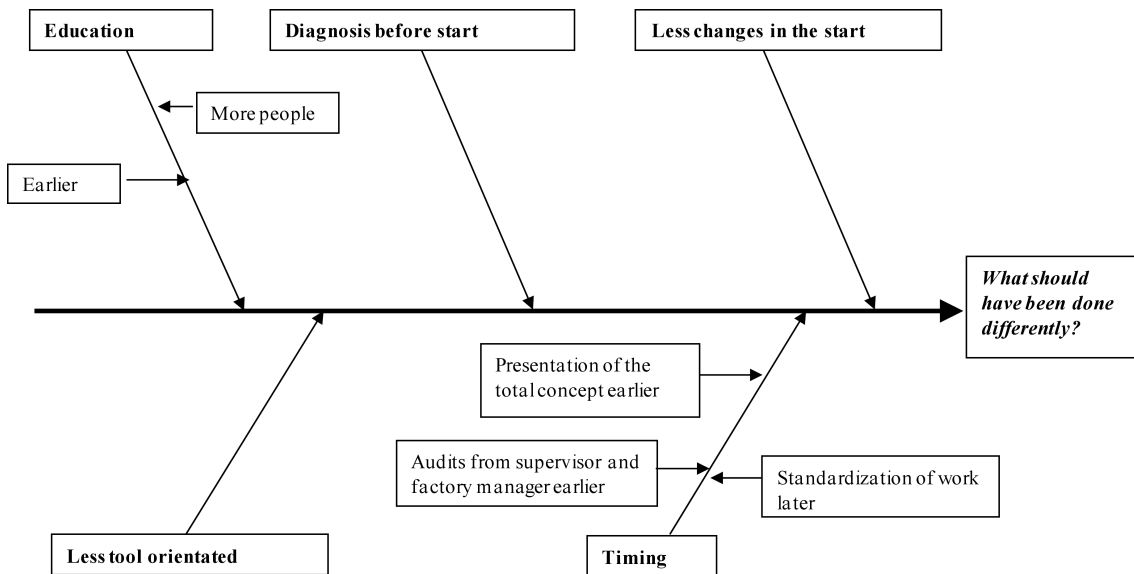 Education
Diagnosis before start
Less changes in the start
More people
Earlier
What should
have been done
differently?
Presentation of the
total concept earlier
Audits from supervisor and
factory manager earlier
Standardization of work
later
Less tool orientated
Timing